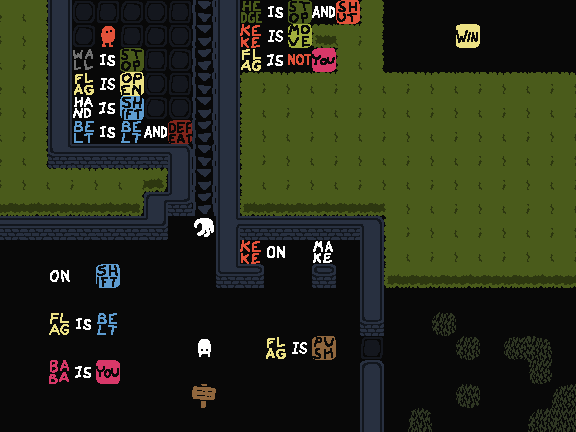 HEDGE IS STOP AND SHUT
KEKE IS MOVE
WIN
WALL IS STOP
FLAG IS NOT YOU
FLAG IS OPEN
HAND IS SHIFT
BELT IS BELT AND DEFEAT
KEKE ON MAKE
ON SHIFT
FLAG IS BELT
FLAG IS PUSH
BABA IS YOU